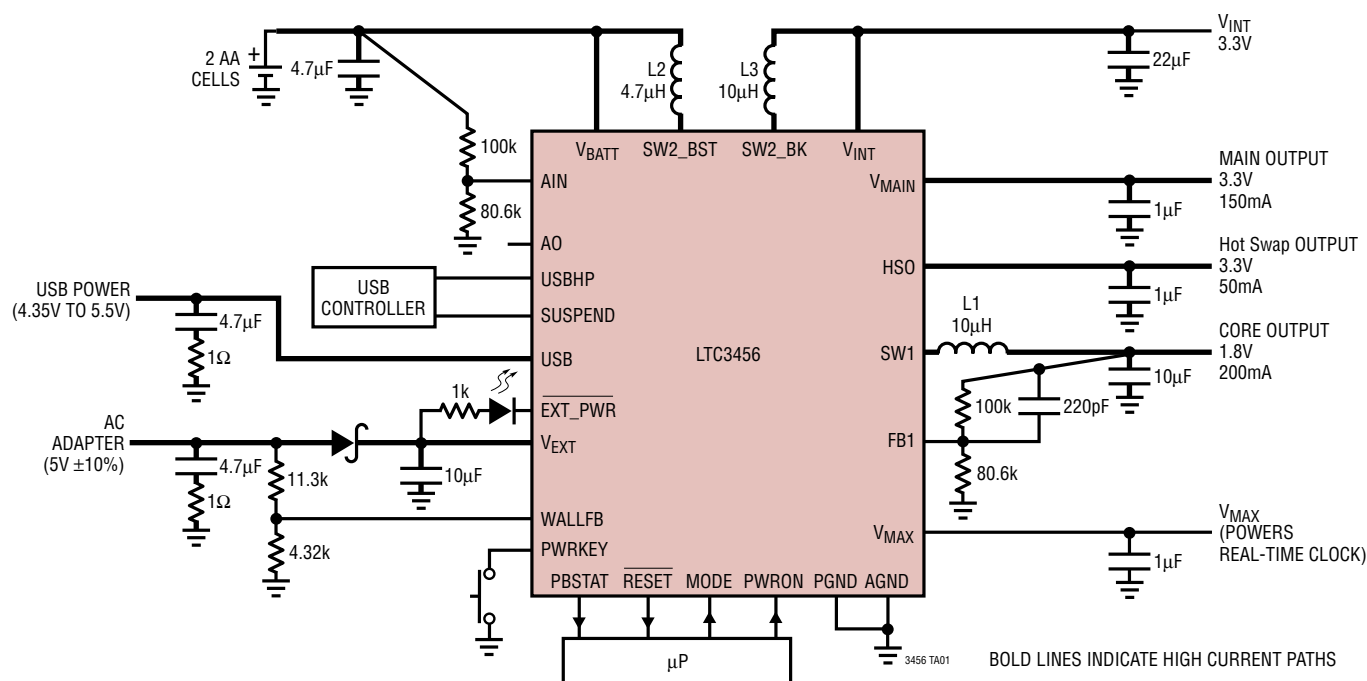 2 AA
CELLS
+
4.7µF
L2
4.7µH
L3
10µH
22µF
VINT
3.3V
100k
80.6k
VBATT
SW2_BST
SW2_BK
VINT
AIN
AO
USBHP
SUSPEND
USB
EXT_PWR
VEXT
WALLFB
PWRKEY
LTC3456
VMAIN
HSO
SW1
FB1
VMAX
PBSTAT
RESET
MODE
PWRON
PGND
AGND
USB
CONTROLLER
USB POWER
(4.35V TO 5.5V)
4.7µF
1Ω
1k
AC
ADAPTER
(5V ±10%)
4.7µF
1Ω
11.3k
10µF
4.32k
MAIN OUTPUT
3.3V
150mA
1µF
Hot Swap OUTPUT
3.3V
50mA
1µF
L1
10µH
CORE OUTPUT
1.8V
200mA
10µF
100k
220pF
80.6k
VMAX
(POWERS
REAL-TIME CLOCK)
1µF
µP
3456 TA01
BOLD LINES INDICATE HIGH CURRENT PATHS